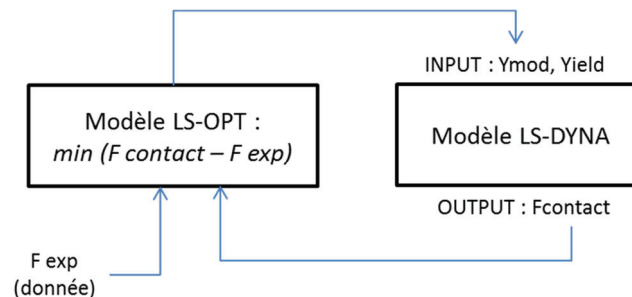 INPUT : Ymod, Yield
Modèle LS-OPT :
min (F contact – F exp)
Modèle LS-DYNA
OUTPUT : Fcontact
F exp
(donnée)